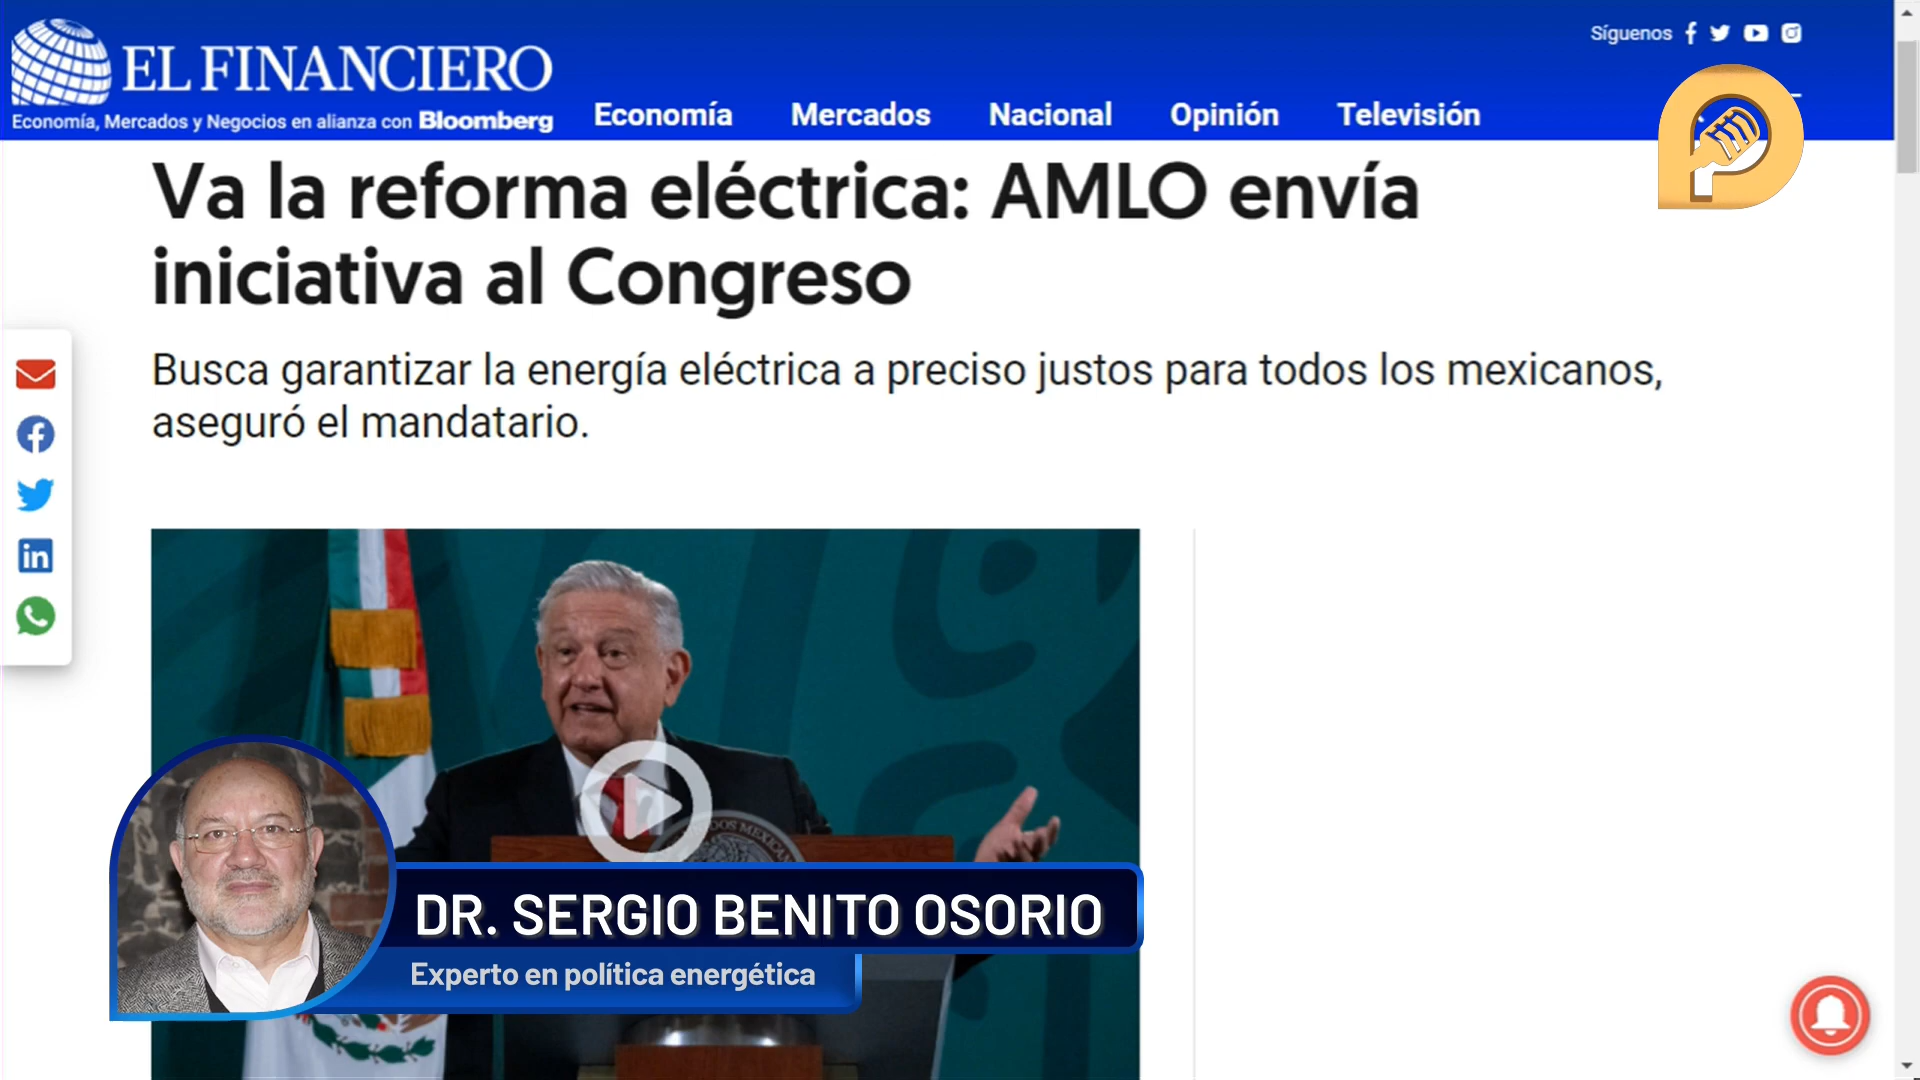 EL FINANCIERO
Economía, Mercados y Negocios en alianza con Bloomberg
Economía Mercados Nacional Opinión Televisión
Síguenos
Va la reforma eléctrica: AMLO envía
iniciativa al Congreso
Busca garantizar la energía eléctrica a preciso justos para todos los mexicanos,
aseguró el mandatario.
DR. SERGIO BENITO OSORIO
Experto en política energética